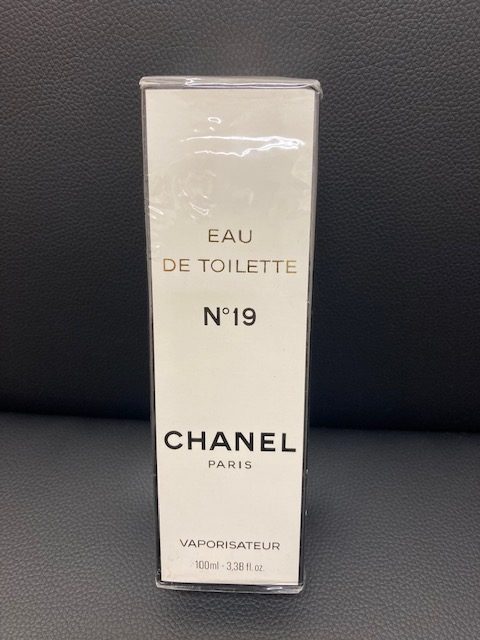 EAU
DE TOILETTE
N°19
CHANEL
PARIS
VAPORISATEUR
100ml - 3,38 fl. oz.